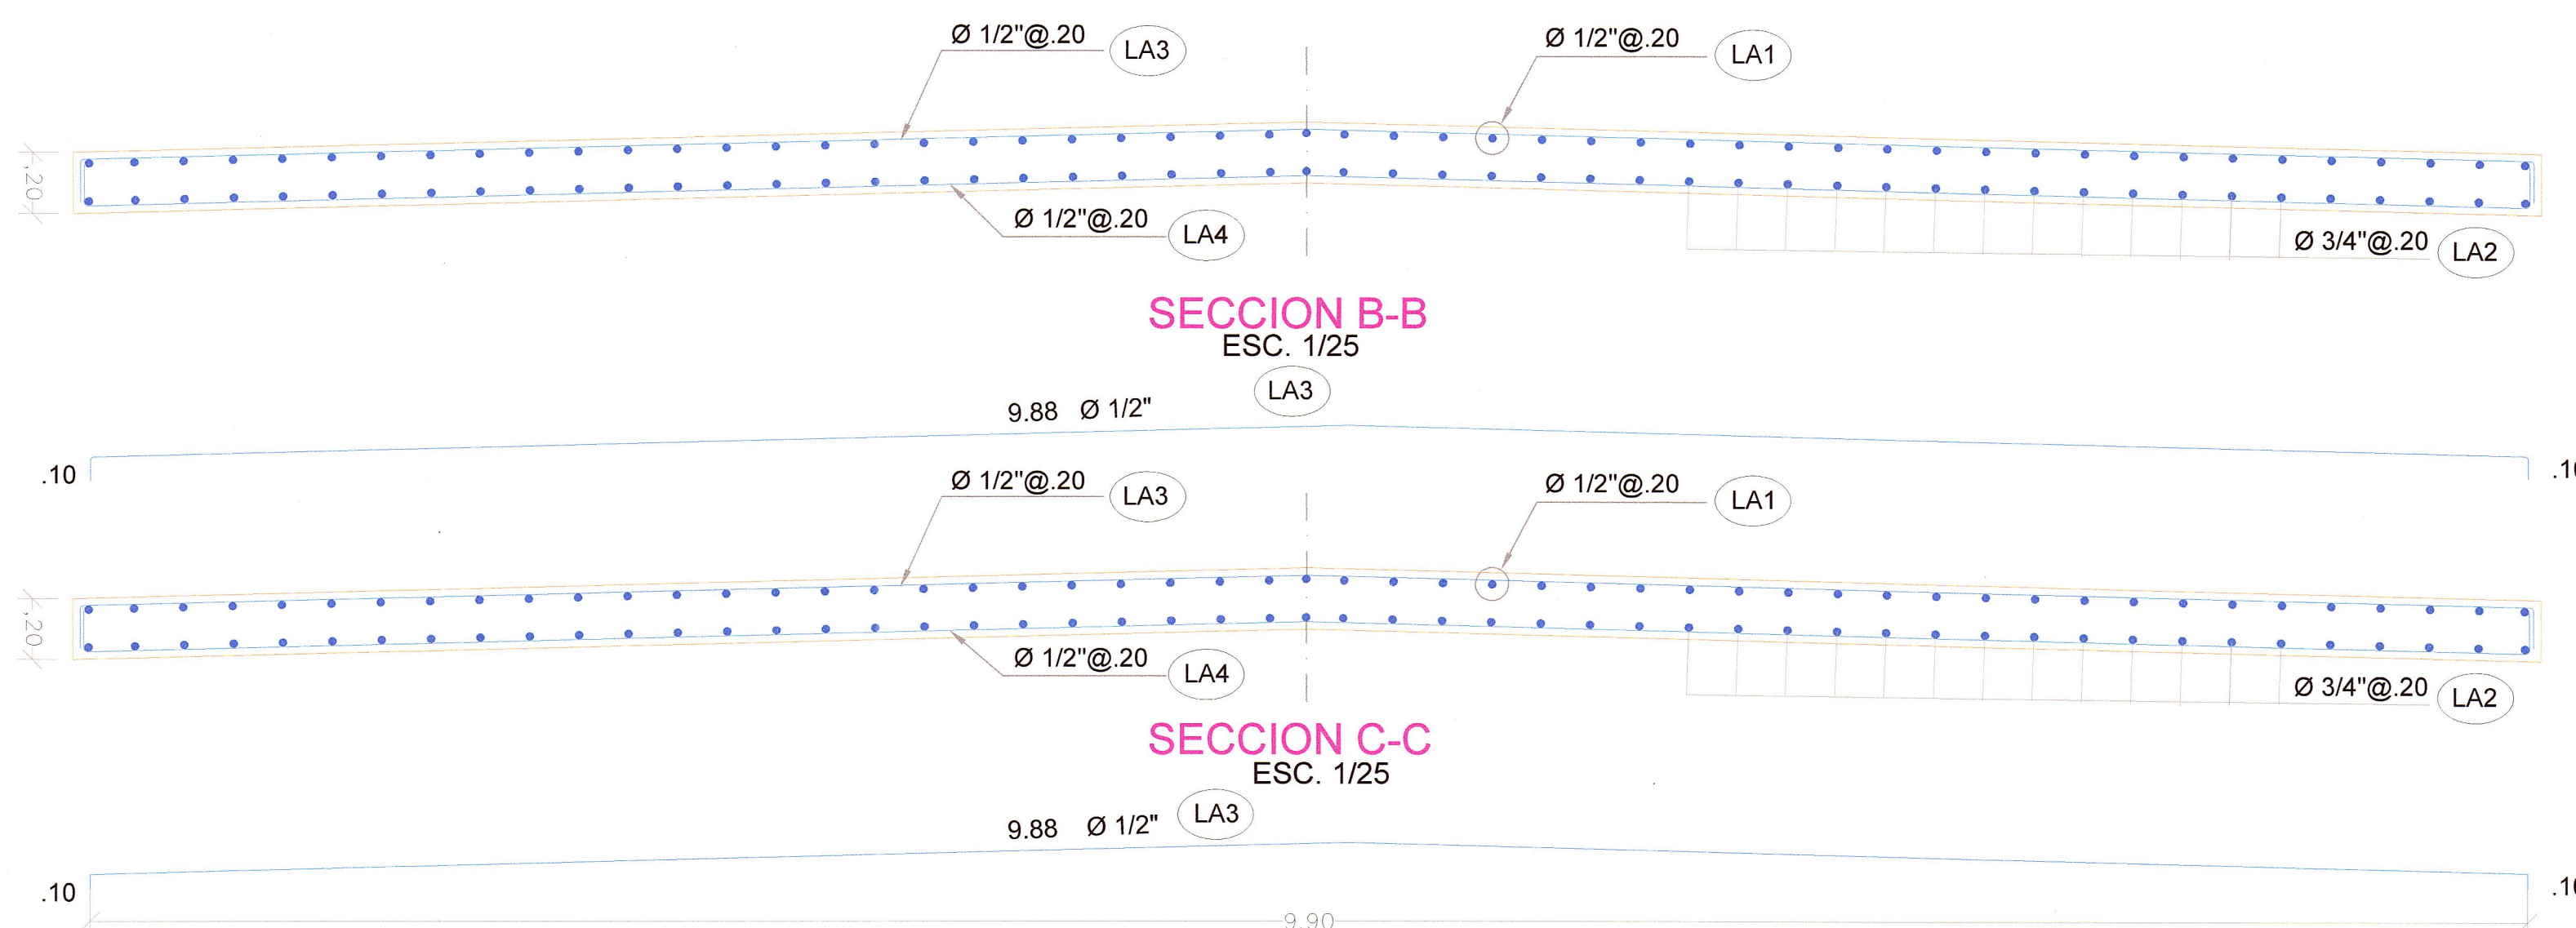 Ø 1/2"@.20 LA3
Ø 1/2"@.20 LA1
.20
Ø 1/2"@.20 LA4
Ø 3/4"@.20 LA2
SECCION B-B
ESC. 1/25
LA3
9.88 Ø 1/2"
.10
.10
Ø 1/2"@.20 LA3
Ø 1/2"@.20 LA1
.20
Ø 1/2"@.20 LA4
Ø 3/4"@.20 LA2
SECCION C-C
ESC. 1/25
9.88 Ø 1/2" LA3
.10
.10
9.90